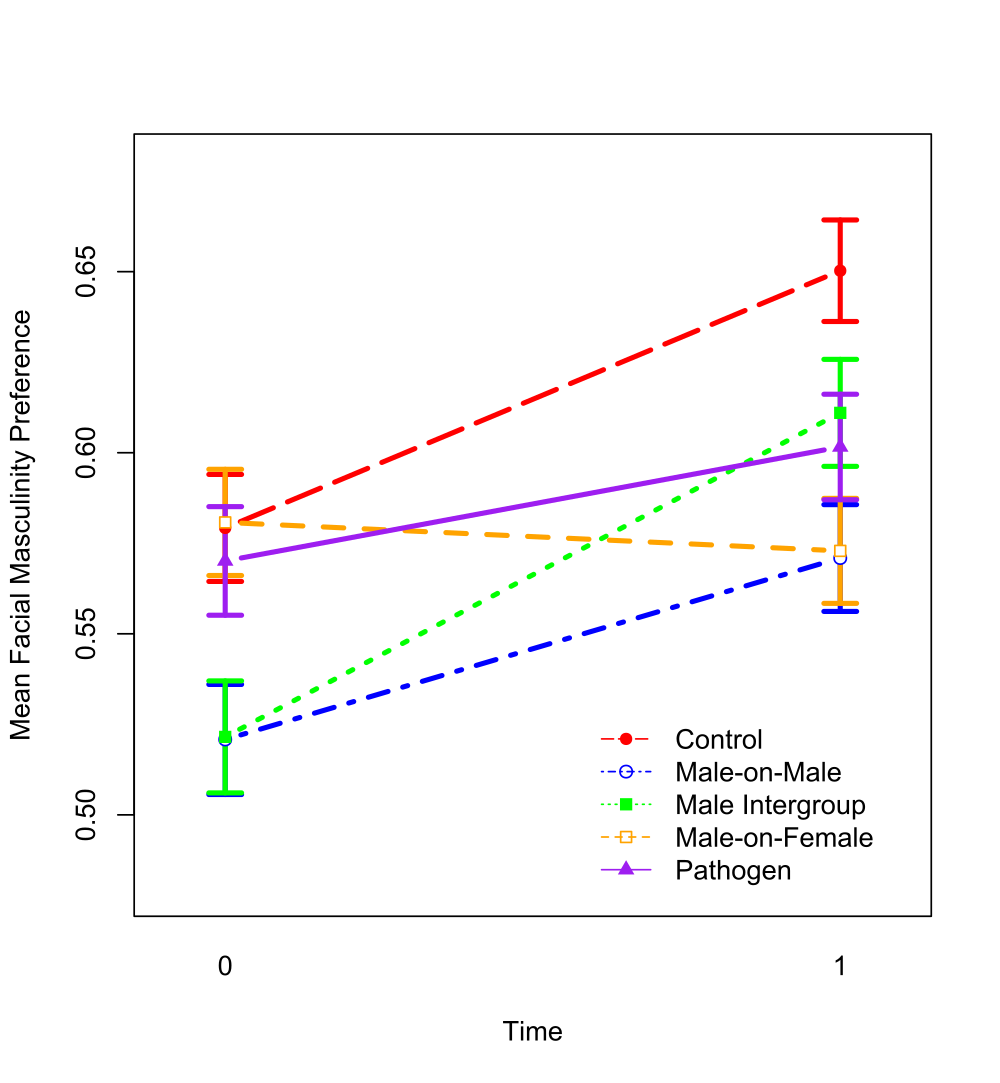 Mean Facial Masculinity Preference
0.65
0.60
0.55
0.50
Control
Male-on-Male
Male Intergroup
Male-on-Female
Pathogen
0 1
Time